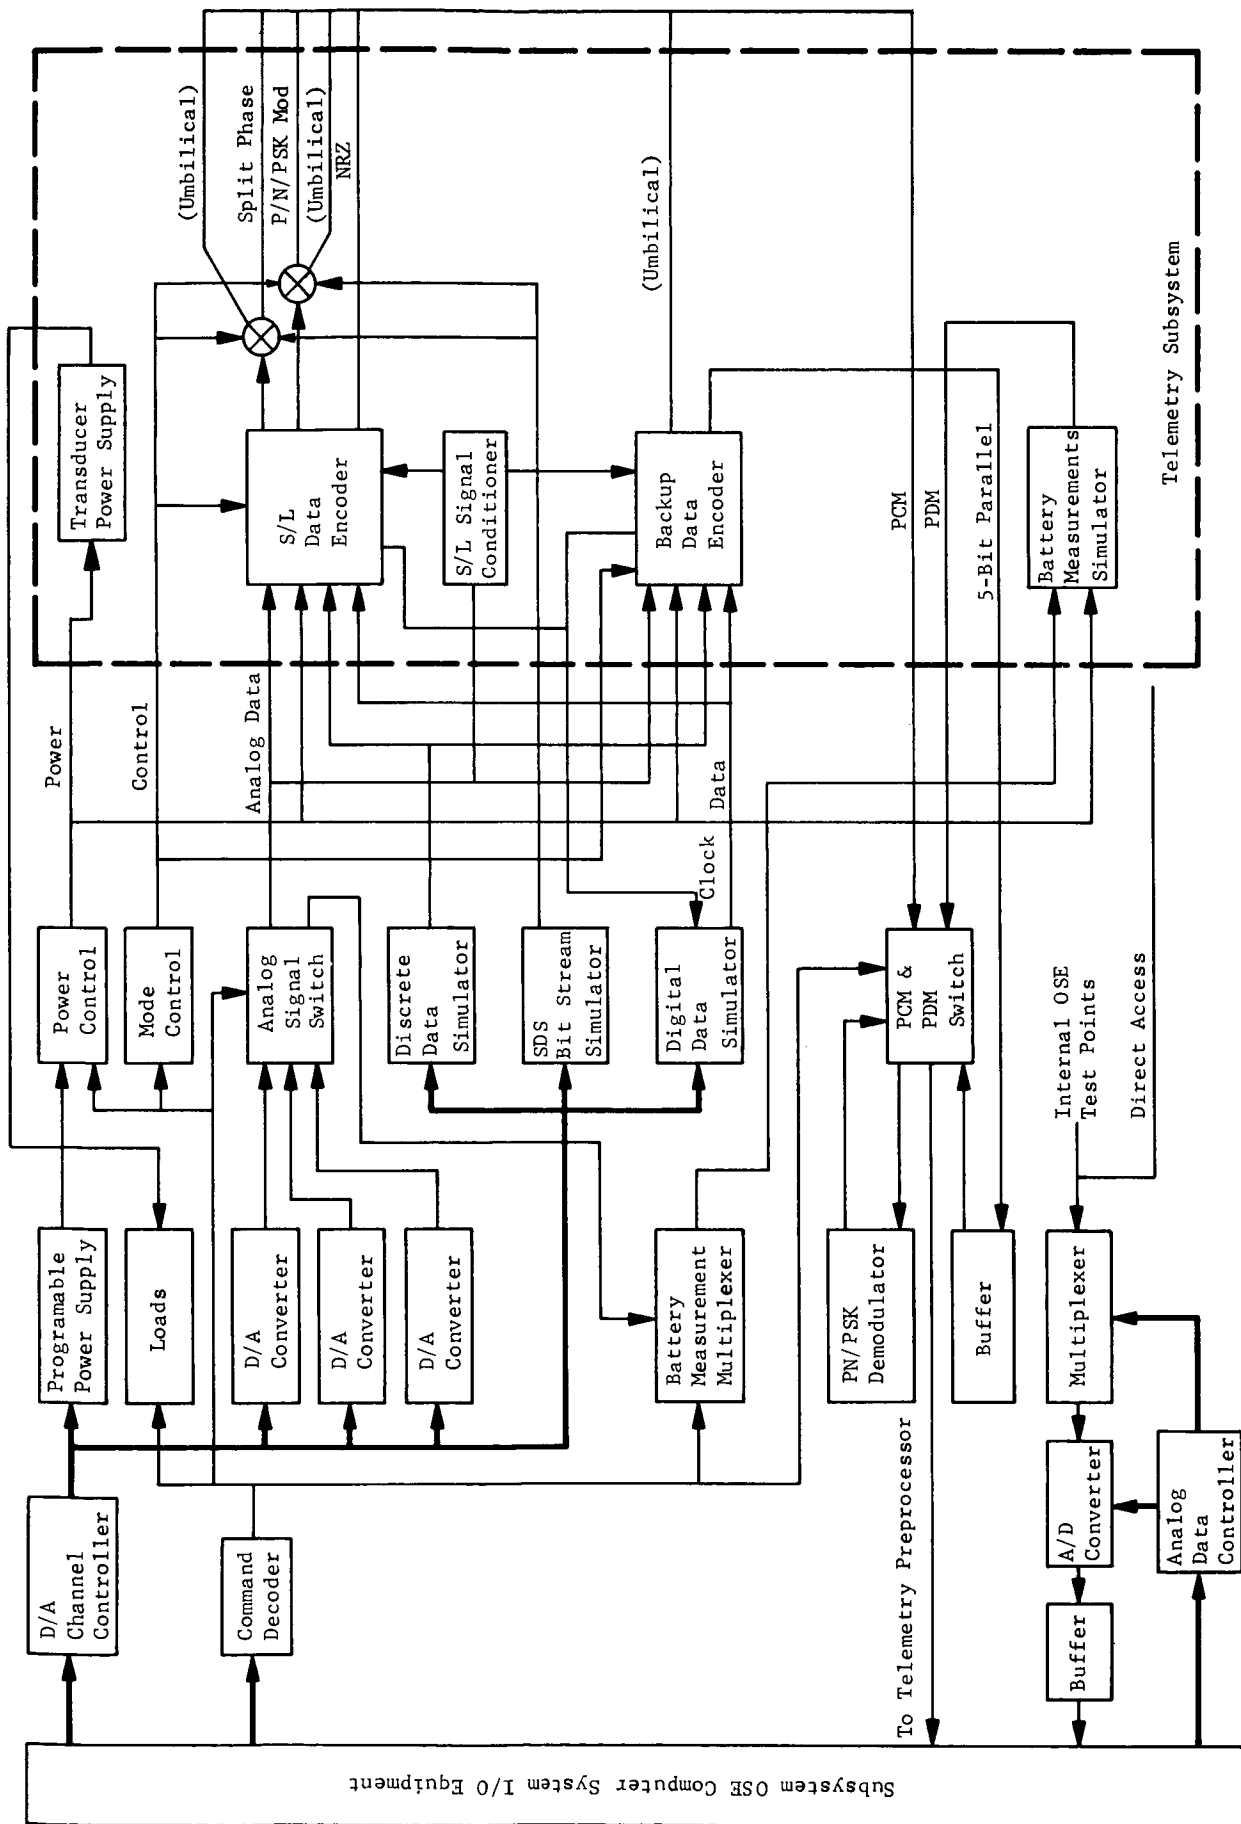 Subsystem OSE Computer System I/O Equipment
D/A
Channel
Controller
Command
Decoder
To Telemetry Preprocessor
Buffer
A/D
Converter
Analog
Data
Controller
Programable
Power Supply
Loads
D/A
Converter
D/A
Converter
D/A
Converter
Battery
Measurement
Multiplexer
PN/PSK
Demodulator
Buffer
Multiplexer
Power
Control
Mode
Control
Analog
Signal
Switch
Discrete
Data
Simulator
SDS
Bit Stream
Simulator
Digital
Data
Simulator
PCM &
PDM
Switch
Internal OSE
Test Points
Direct Access
Power
Control
Analog Data
Clock
Data
Transducer
Power Supply
S/L
Data
Encoder
S/L Signal
Conditioner
Backup
Data
Encoder
PCM
PDM
5-Bit Parallel
Battery
Measurements
Simulator
Telemetry Subsystem
(Umbilical)
Split Phase
P/N/PSK Mod
(Umbilical)
NRZ
(Umbilical)